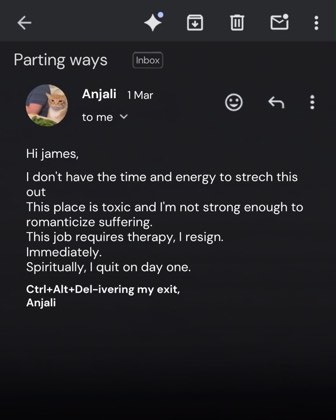 Parting ways
Inbox
Anjali 1 Mar
to me
Hi james,
I don't have the time and energy to strech this
out
This place is toxic and I'm not strong enough to
romanticize suffering.
This job requires therapy, I resign.
Immediately.
Spiritually, I quit on day one.
Ctrl+Alt+Del-ivering my exit,
Anjali